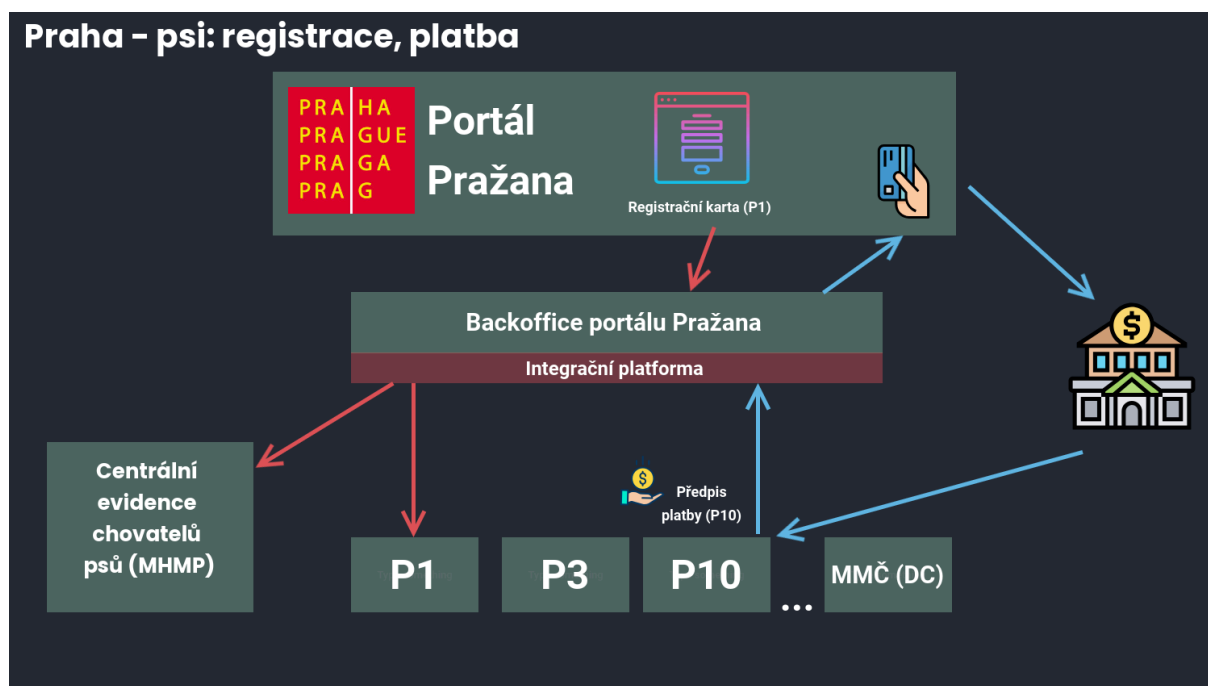 Praha - psi: registrace, platba
PRA HA
PRA GUE
PRA GA
PRA G
Portál
Pražana
Registrační karta (P1)
Backoffice portálu Pražana
Integrační platforma
Centrální
evidence
chovatelů
psů (MHMP)
$
$
Předpis
platby (P10)
P1
P3
P10
...
MMČ (DC)